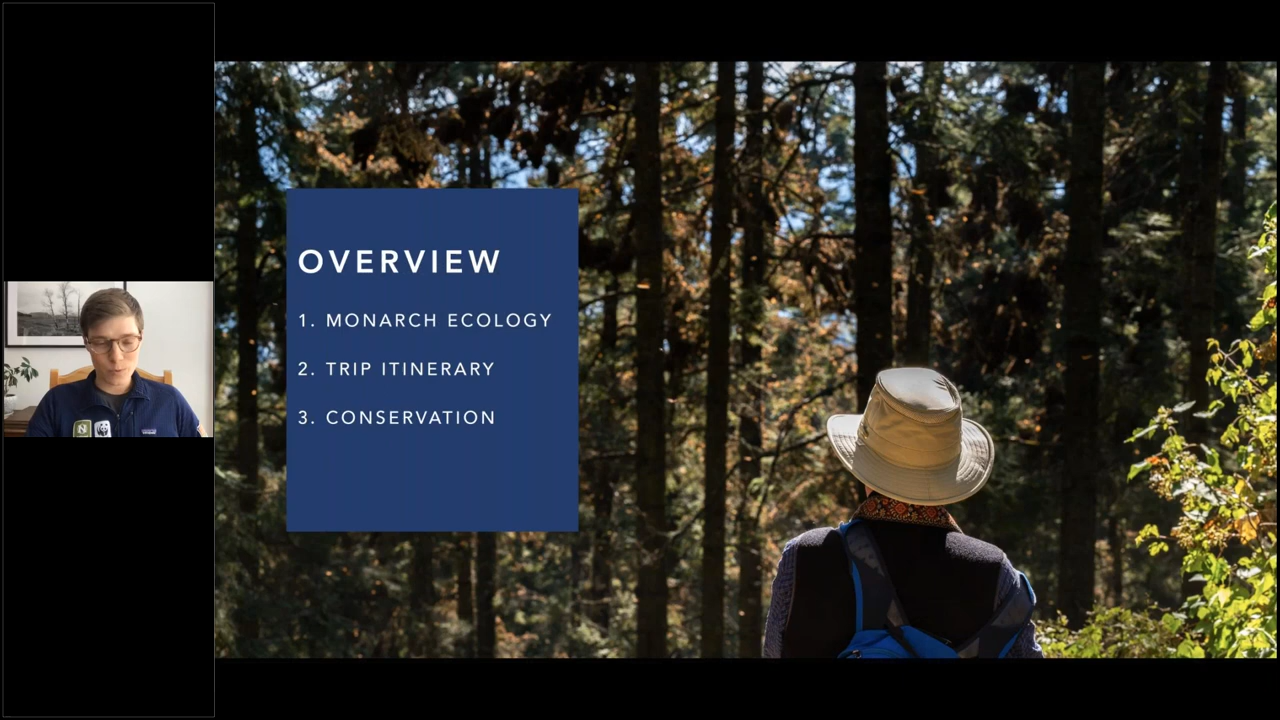 OVERVIEW
1. MONARCH ECOLOGY
2. TRIP ITINERARY
3. CONSERVATION